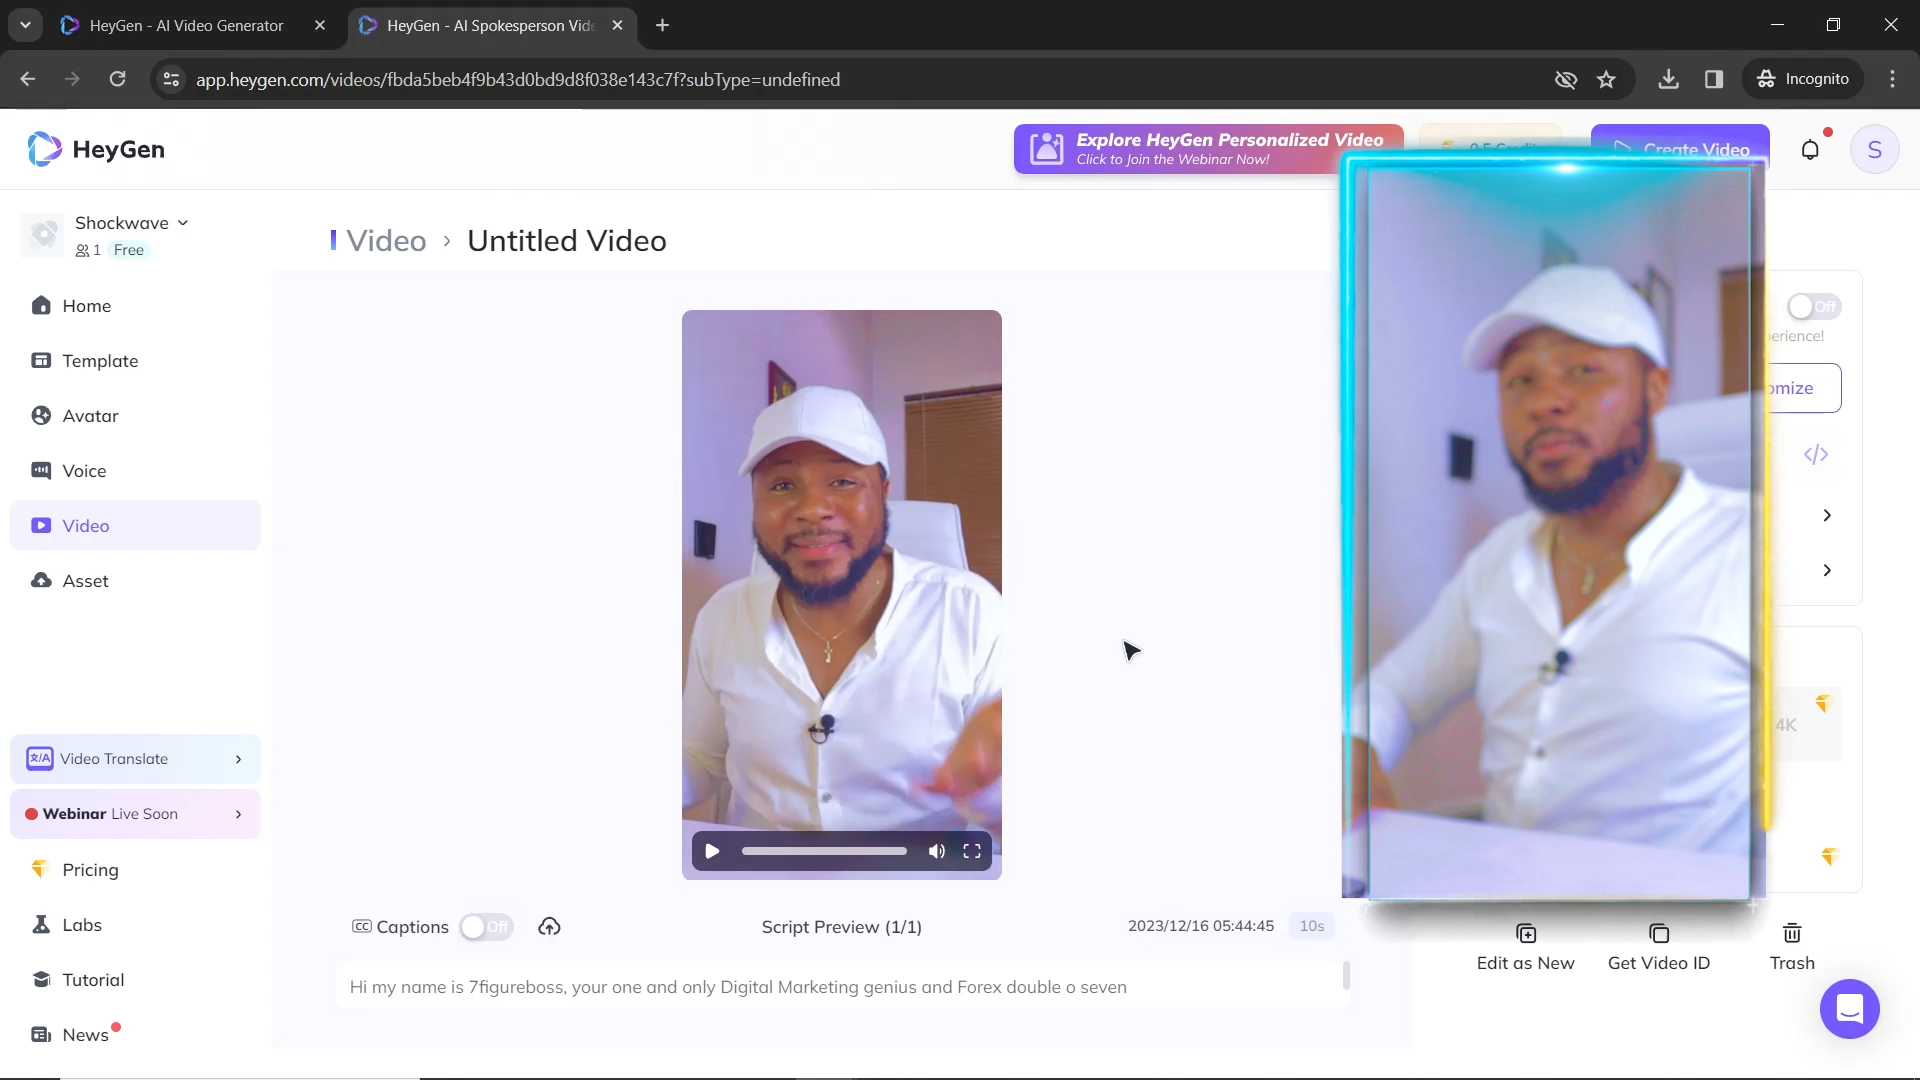 HeyGen - AI Video Generator
HeyGen - AI Spokesperson Vide
app.heygen.com/videos/fbda5beb4f9b43d0bd9d8f038e143c7f?subType=undefined
Incognito
HeyGen
Explore HeyGen Personalized Video
Click to Join the Webinar Now!
Create Video
S
Shockwave
1 Free
Video > Untitled Video
Home
Off
perience!
Template
omize
Avatar
Voice
Video
Asset
4K
Video Translate
Webinar Live Soon
Pricing
Labs
CC Captions Off
Script Preview (1/1)
2023/12/16 05:44:45 10s
Edit as New
Get Video ID
Trash
Tutorial
Hi my name is 7figureboss, your one and only Digital Marketing genius and Forex double o seven
News